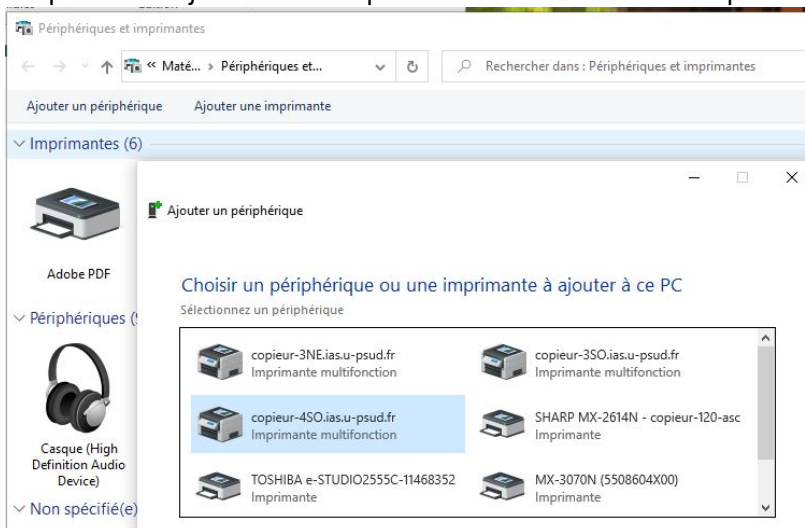 Périphériques et imprimantes
« Maté... > Périphériques et...
Rechercher dans : Périphériques et imprimantes
Ajouter un périphérique Ajouter une imprimante
Imprimantes (6)
Adobe PDF
Périphériques (
Casque (High
Definition Audio
Device)
Non spécifié(e)
Ajouter un périphérique
Choisir un périphérique ou une imprimante à ajouter à ce PC
Sélectionnez un périphérique
copieur-3NE.ias.u-psud.fr
Imprimante multifonction
copieur-3SO.ias.u-psud.fr
Imprimante multifonction
copieur-4SO.ias.u-psud.fr
Imprimante multifonction
SHARP MX-2614N - copieur-120-asc
Imprimante
TOSHIBA e-STUDIO2555C-11468352
Imprimante
MX-3070N (5508604X00)
Imprimante